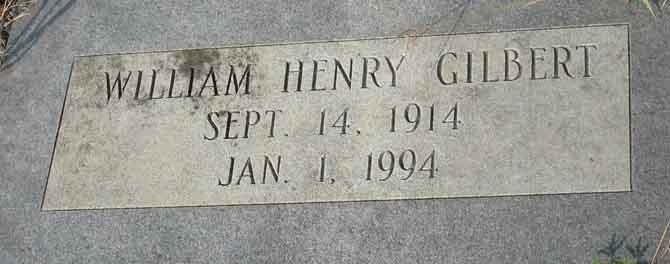 WILLIAM HENRY GILBERT
SEPT. 14, 1914
JAN. 1, 1994